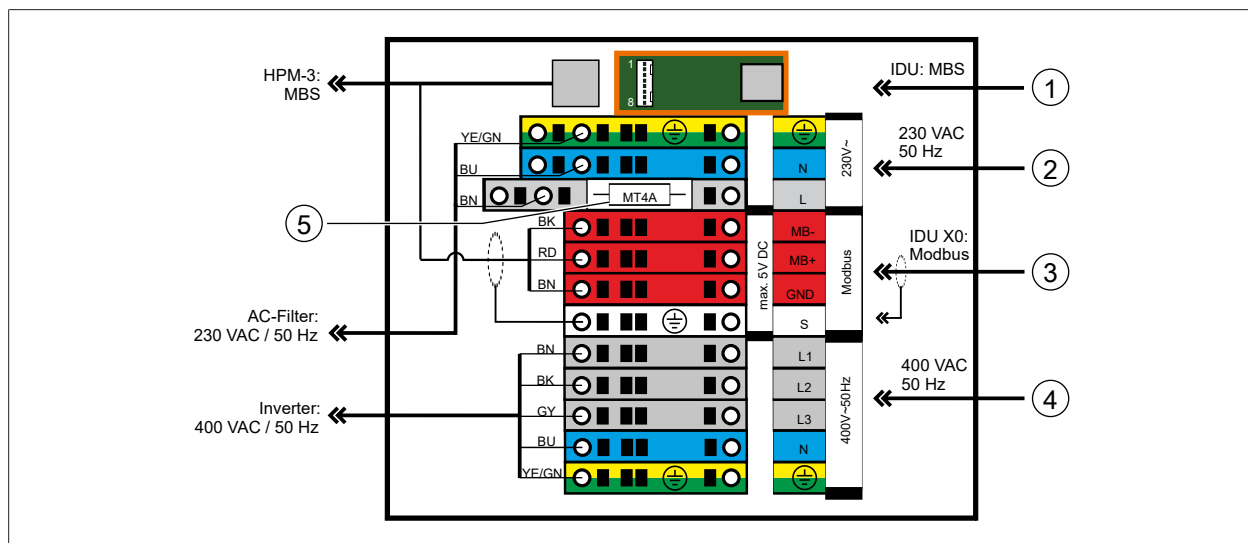 HPM-3:
MBS
1
8
IDU: MBS
1
YE/GN
230 VAC
50 Hz
2
BU
N
230V~
BN
MT4A
L
5
BK
MB-
RD
MB+
BN
GND
S
max. 5V DC
Modbus
IDU X0:
Modbus
3
AC-Filter:
230 VAC / 50 Hz
BN
L1
BK
L2
GY
L3
BU
N
YE/GN
400V~50Hz
400 VAC
50 Hz
4
Inverter:
400 VAC / 50 Hz